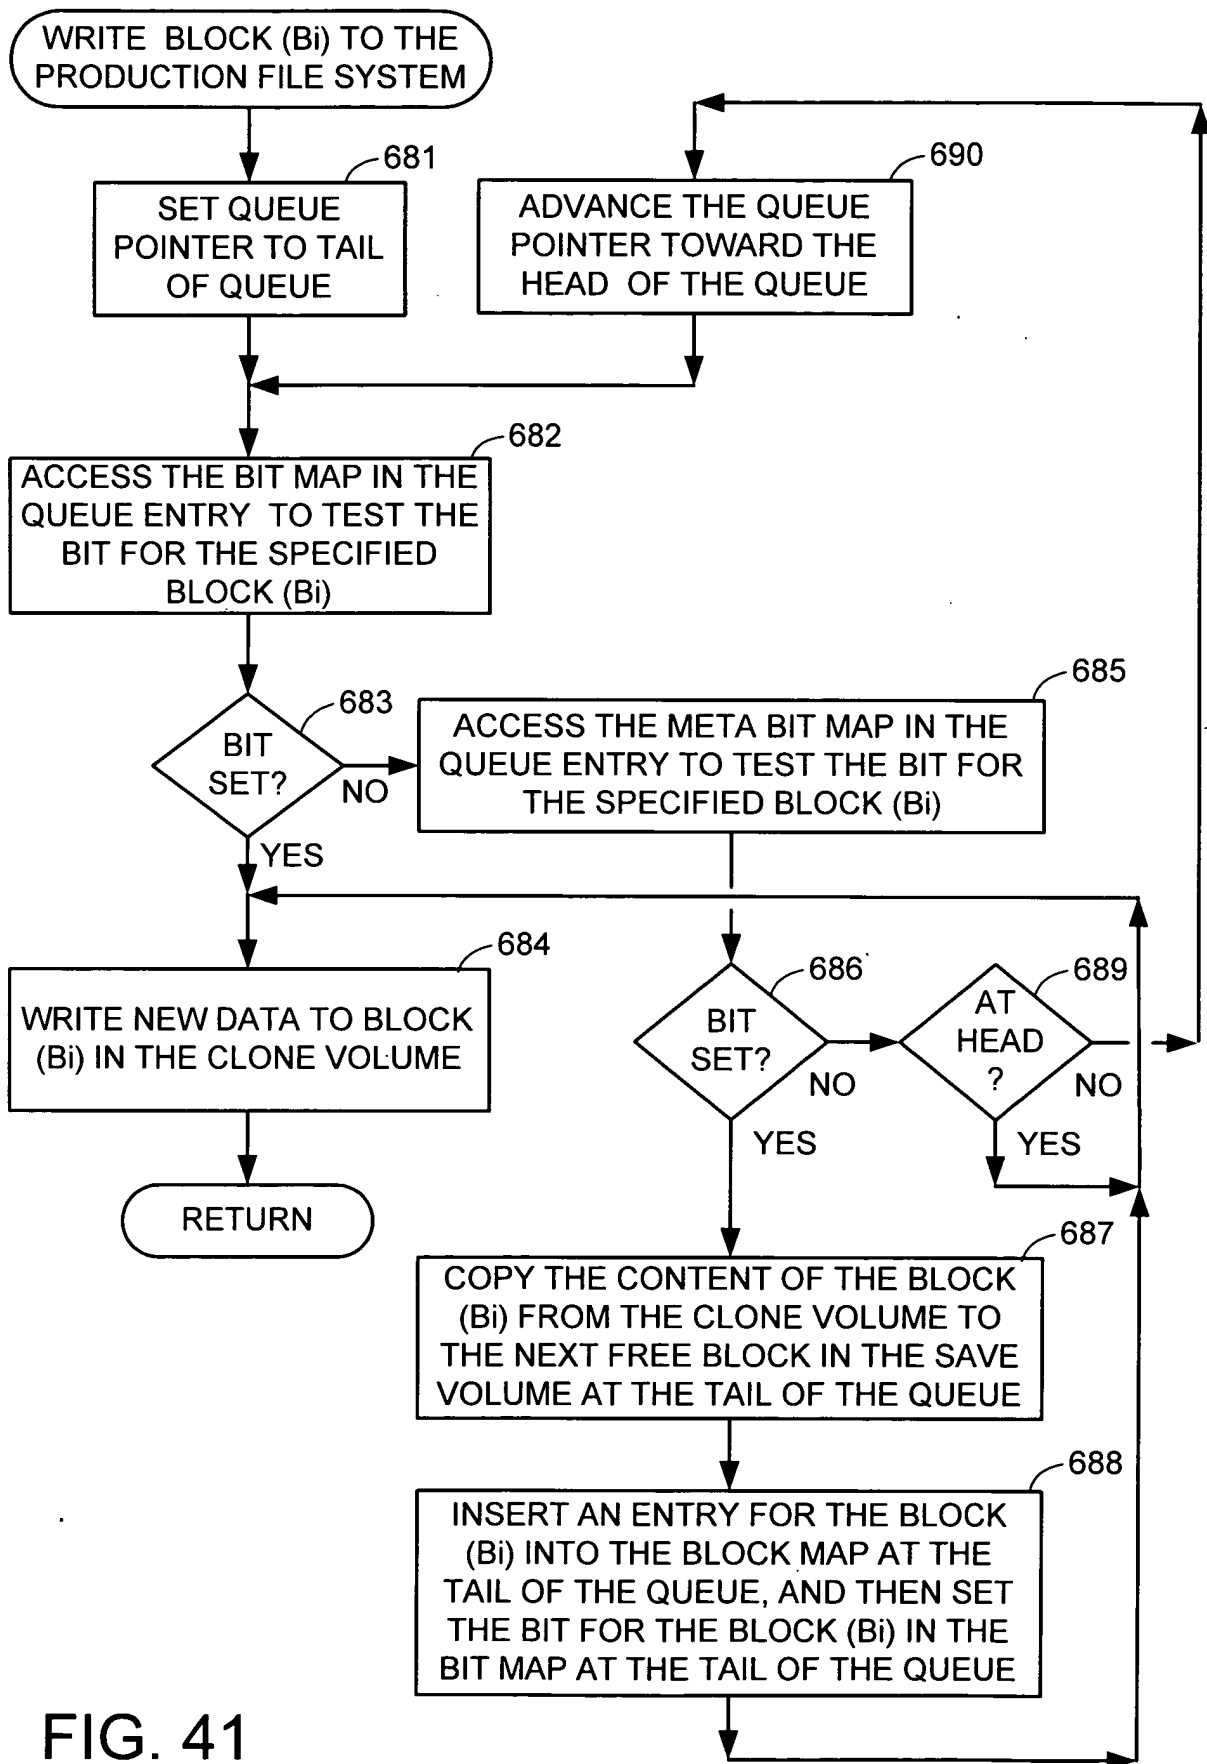 WRITE BLOCK (Bi) TO THE
PRODUCTION FILE SYSTEM
681
SET QUEUE
POINTER TO TAIL
OF QUEUE
690
ADVANCE THE QUEUE
POINTER TOWARD THE
HEAD OF THE QUEUE
682
ACCESS THE BIT MAP IN THE
QUEUE ENTRY TO TEST THE
BIT FOR THE SPECIFIED
BLOCK (Bi)
683
BIT
SET?
NO
YES
685
ACCESS THE META BIT MAP IN THE
QUEUE ENTRY TO TEST THE BIT FOR
THE SPECIFIED BLOCK (Bi)
684
WRITE NEW DATA TO BLOCK
(Bi) IN THE CLONE VOLUME
RETURN
686
BIT
SET?
NO
YES
689
AT
HEAD
?
NO
YES
687
COPY THE CONTENT OF THE BLOCK
(Bi) FROM THE CLONE VOLUME TO
THE NEXT FREE BLOCK IN THE SAVE
VOLUME AT THE TAIL OF THE QUEUE
688
INSERT AN ENTRY FOR THE BLOCK
(Bi) INTO THE BLOCK MAP AT THE
TAIL OF THE QUEUE, AND THEN SET
THE BIT FOR THE BLOCK (Bi) IN THE
BIT MAP AT THE TAIL OF THE QUEUE
FIG. 41